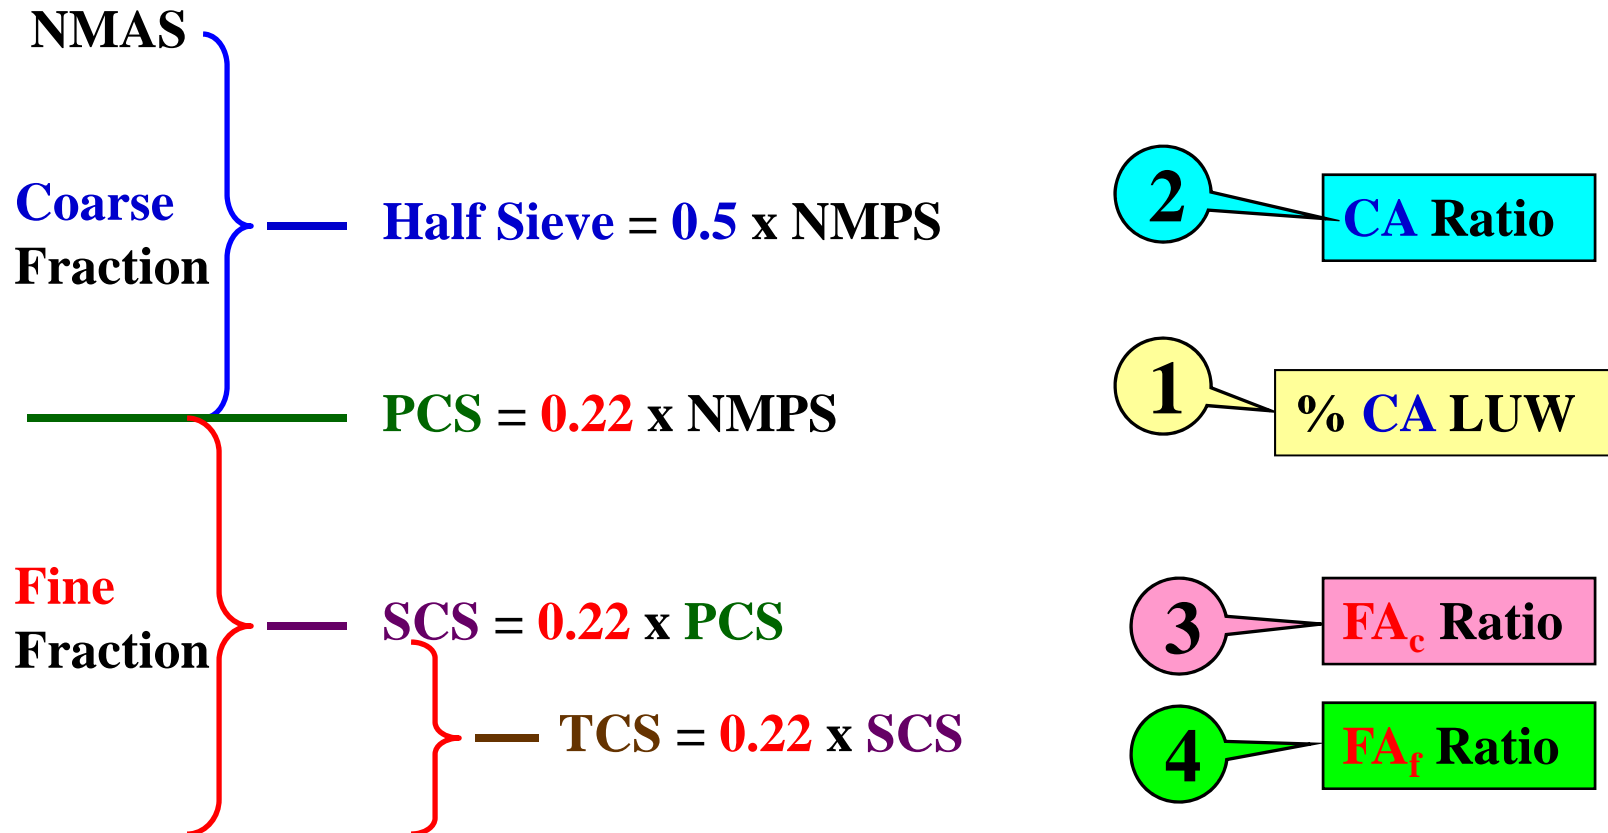 NMAS
Coarse
Fraction
Half Sieve = 0.5 x NMPS
2
CA Ratio
PCS = 0.22 x NMPS
1
% CA LUW
Fine
Fraction
SCS = 0.22 x PCS
3
FAc Ratio
TCS = 0.22 x SCS
4
FAf Ratio